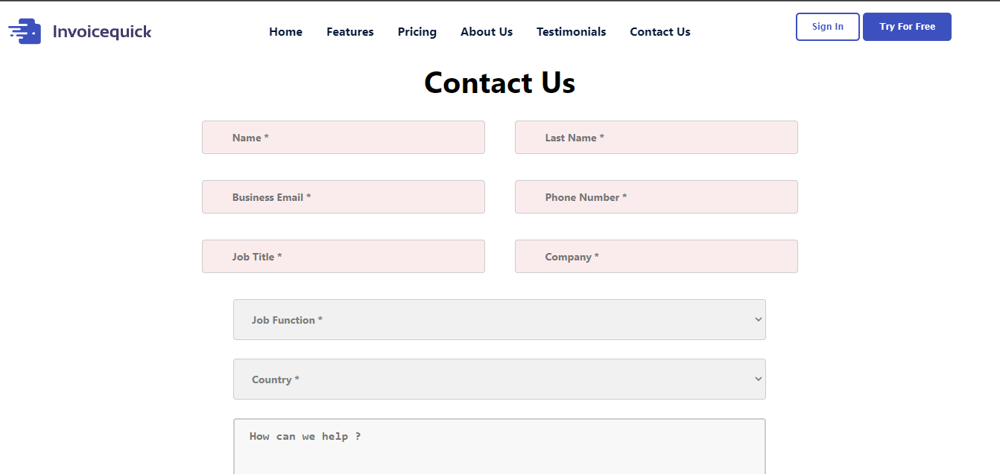 Invoicequick
Home Features Pricing About Us Testimonials Contact Us
Sign In Try For Free
Contact Us
Name * Last Name *
Business Email * Phone Number *
Job Title * Company *
Job Function *
Country *
How can we help ?